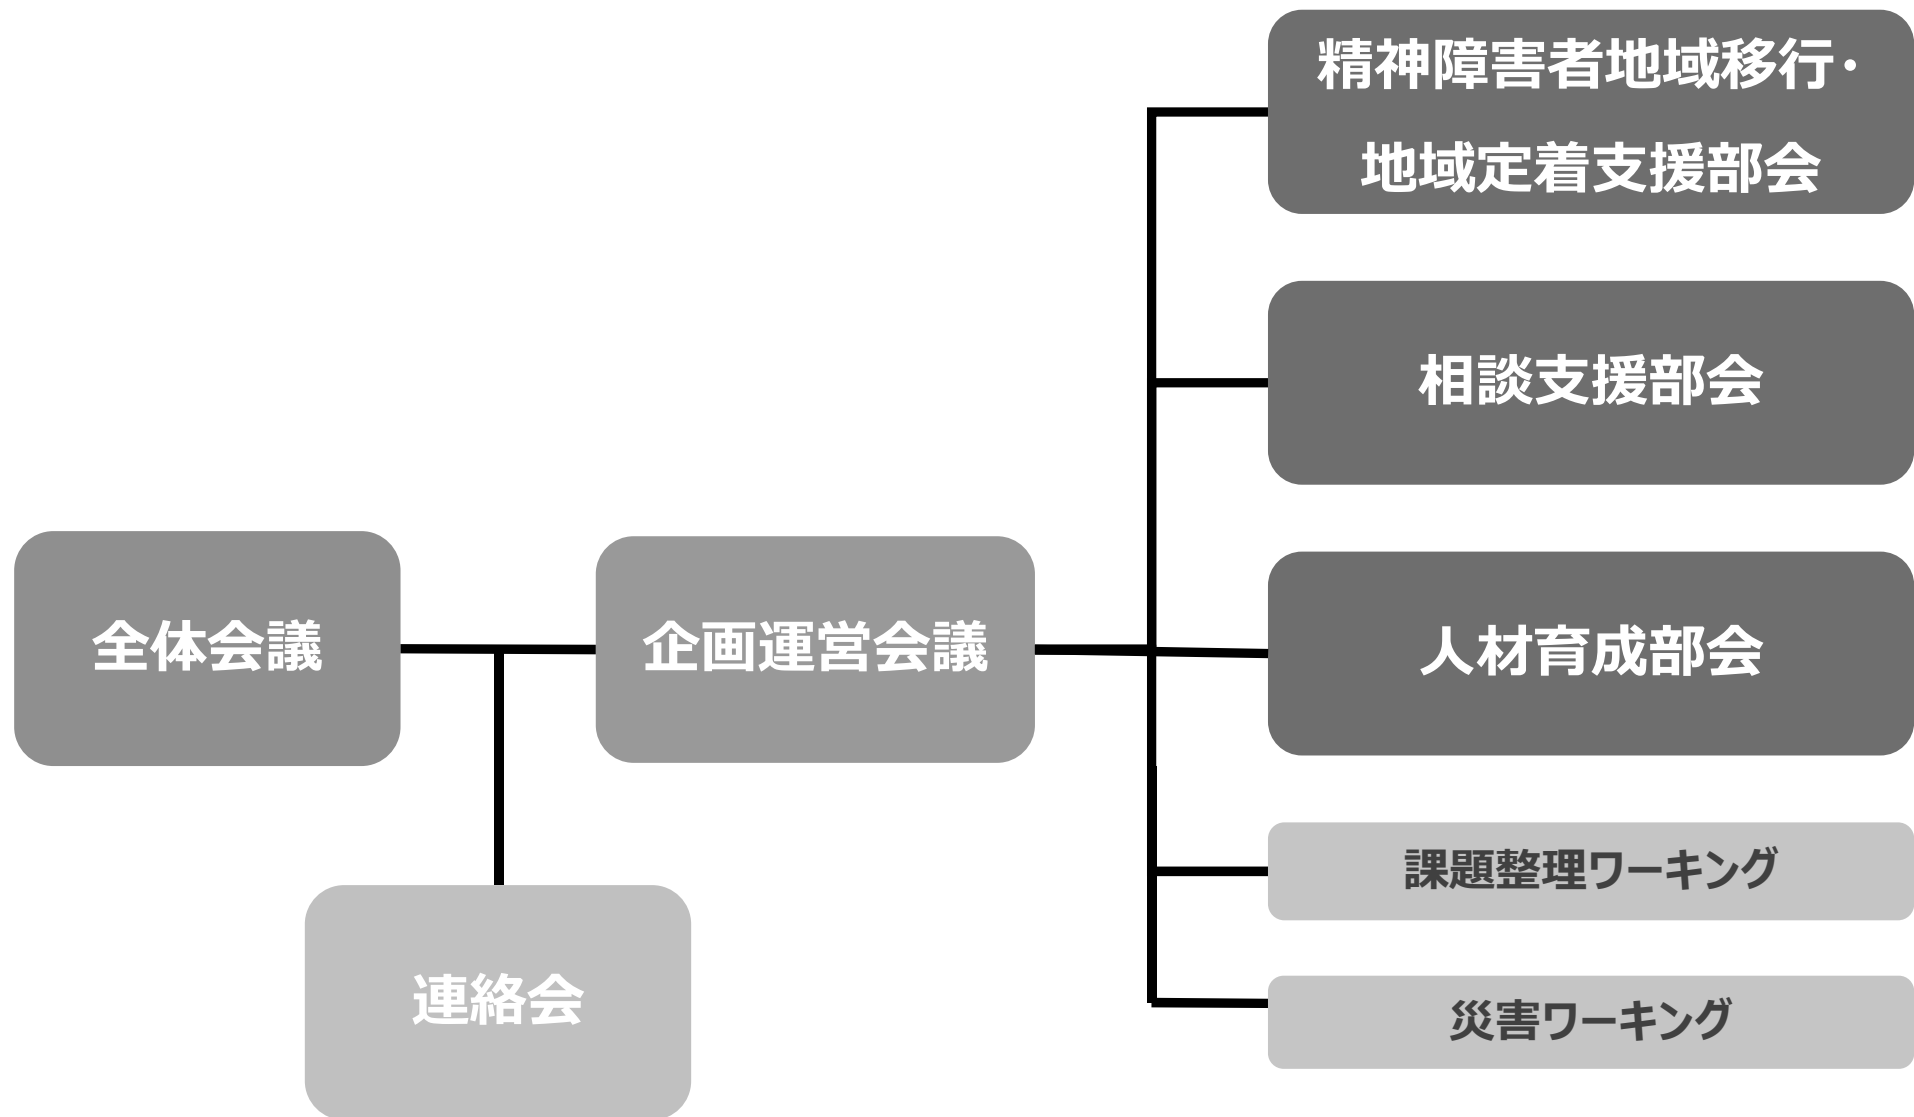 精神障害者地域移行・
地域定着支援部会
相談支援部会
全体会議
企画運営会議
人材育成部会
課題整理ワーキング
連絡会
災害ワーキング